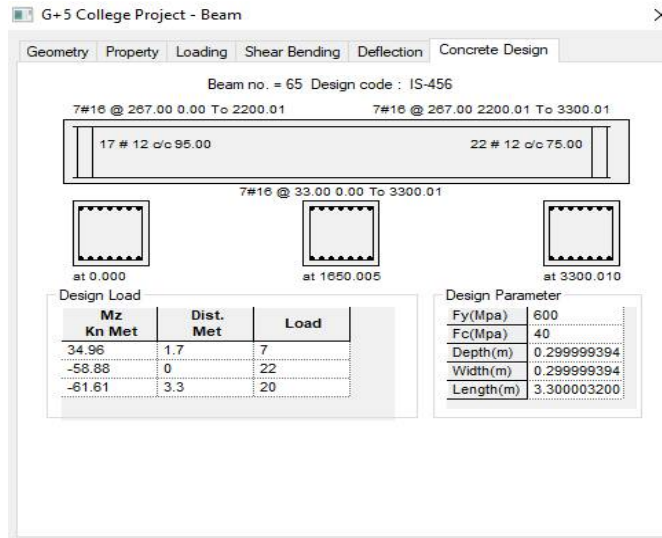 G+5 College Project - Beam
Geometry Property Loading Shear Bending Deflection Concrete Design
Beam no. = 65 Design code : IS-456
7#16 @ 267.00 0.00 To 2200.01 7#16 @ 267.00 2200.01 To 3300.01
17 # 12 c/c 95.00 22 # 12 c/c 75.00
7#16 @ 33.00 0.00 To 3300.01
at 0.000 at 1650.005 at 3300.010
Design Load Design Parameter
Mz Kn Met Dist. Met Load
34.96 1.7 7
-58.88 0 22
-61.61 3.3 20
Fy(Mpa) 600
Fc(Mpa) 40
Depth(m) 0.299999394
Width(m) 0.299999394
Length(m) 3.300003200